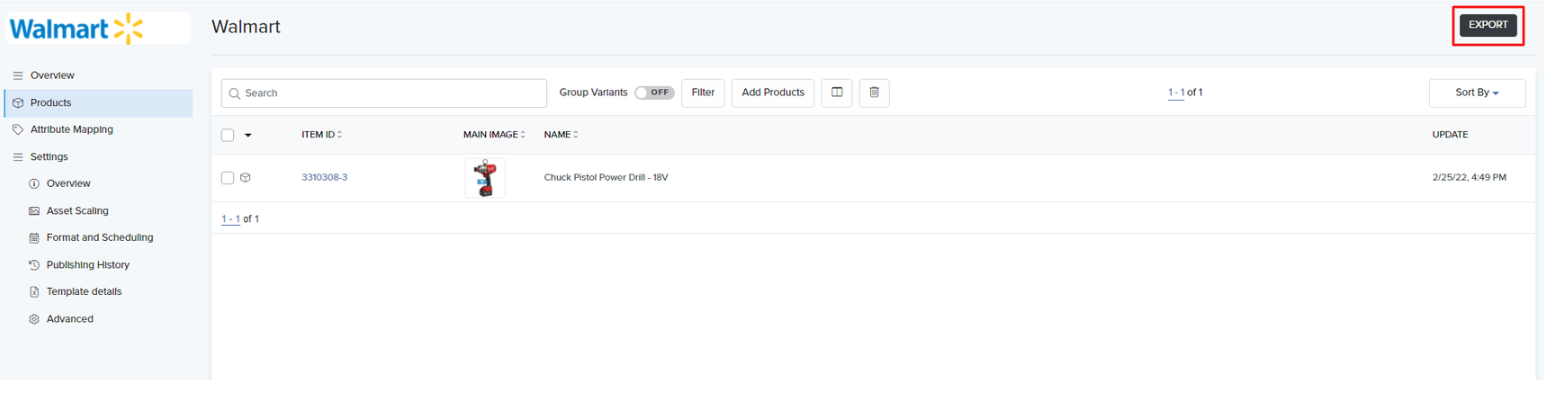 Walmart
Walmart
EXPORT
Overview
Products
Attribute Mapping
Settings
Overview
Asset Scaling
Format and Scheduling
Publishing History
Template details
Advanced
Search
Group Variants OFF Filter Add Products 1 - 1 of 1 Sort By
ITEM ID MAIN IMAGE NAME UPDATE
3310308-3 Chuck Pistol Power Drill - 18V 2/25/22, 4:49 PM
1 - 1 of 1